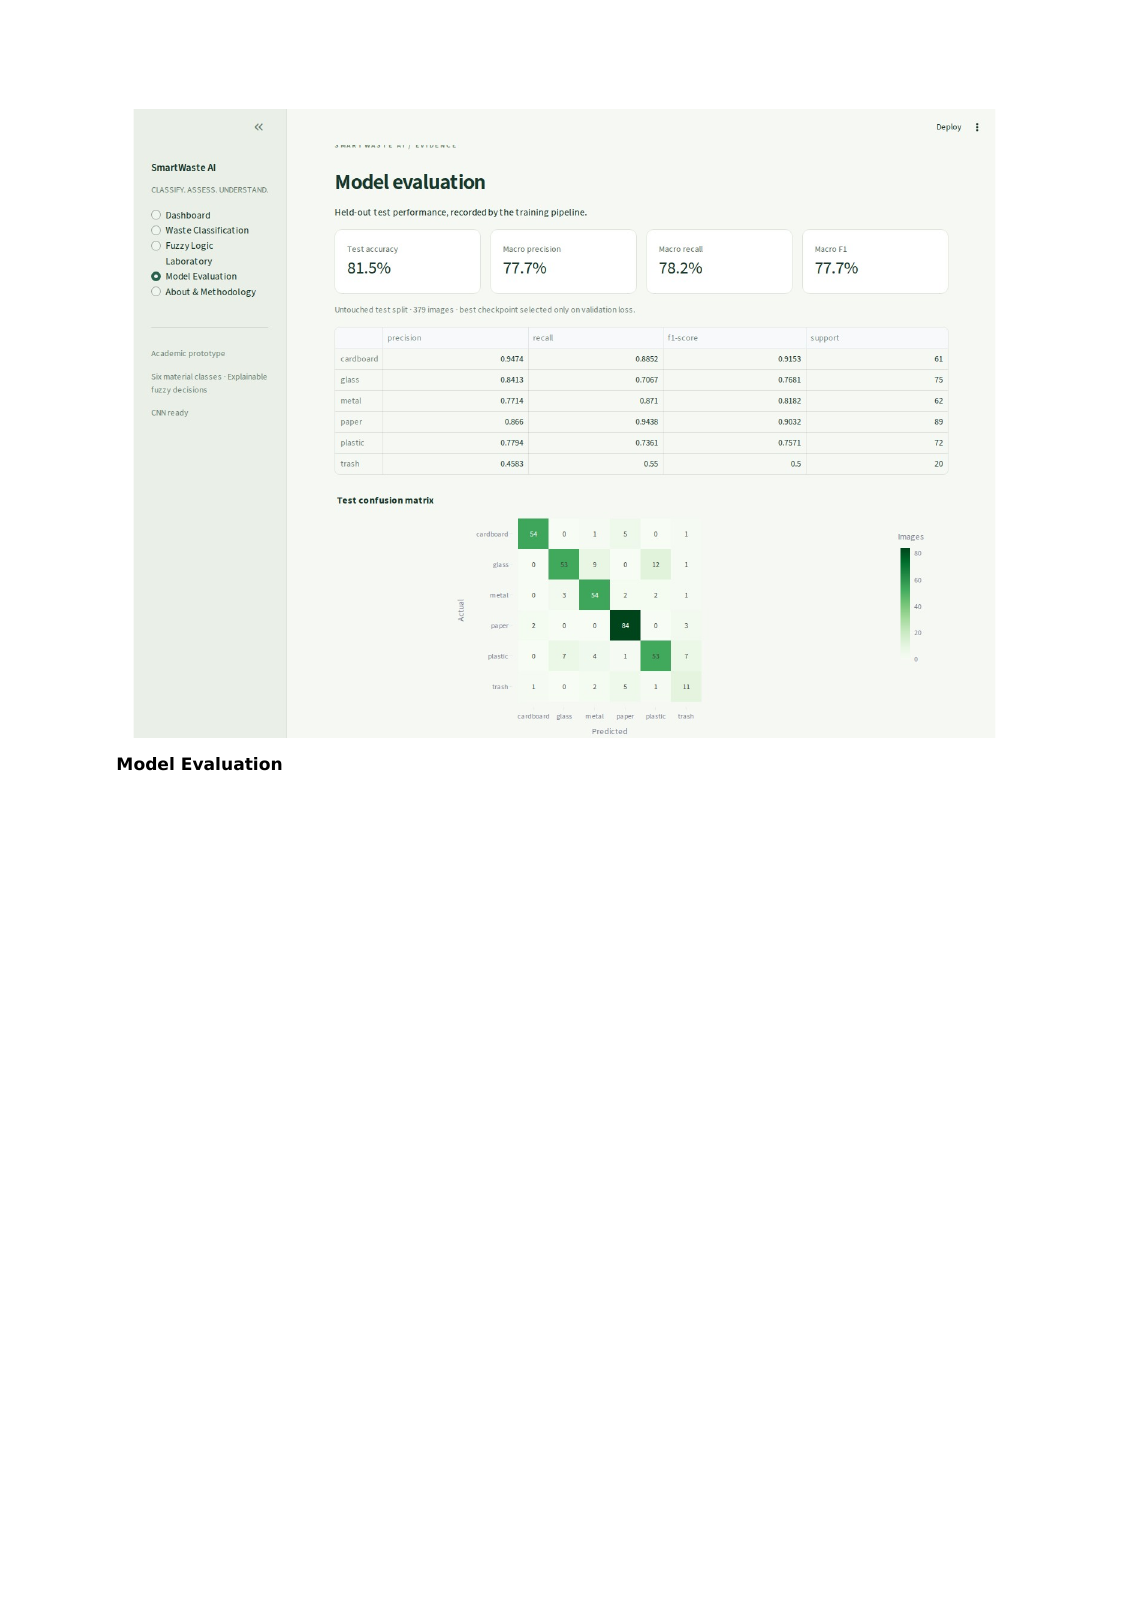 Deploy
SMARTWASTE AI / EVIDENCE
SmartWaste AI
CLASSIFY. ASSESS. UNDERSTAND.
Dashboard
Waste Classification
Fuzzy Logic
Laboratory
Model Evaluation
About & Methodology
Academic prototype
Six material classes · Explainable
fuzzy decisions
CNN ready
Model evaluation
Held-out test performance, recorded by the training pipeline.
Test accuracy
81.5%
Macro precision
77.7%
Macro recall
78.2%
Macro F1
77.7%
Untouched test split · 379 images · best checkpoint selected only on validation loss.
precision recall f1-score support
cardboard 0.9474 0.8852 0.9153 61
glass 0.8413 0.7067 0.7681 75
metal 0.7714 0.871 0.8182 62
paper 0.866 0.9438 0.9032 89
plastic 0.7794 0.7361 0.7571 72
trash 0.4583 0.55 0.5 20
Test confusion matrix
Actual
cardboard 54 0 1 5 0 1
glass 0 53 9 0 12 1
metal 0 3 54 2 2 1
paper 2 0 0 84 0 3
plastic 0 7 4 1 53 7
trash 1 0 2 5 1 11
cardboard glass metal paper plastic trash
Predicted
Images
80
60
40
20
0
Model Evaluation